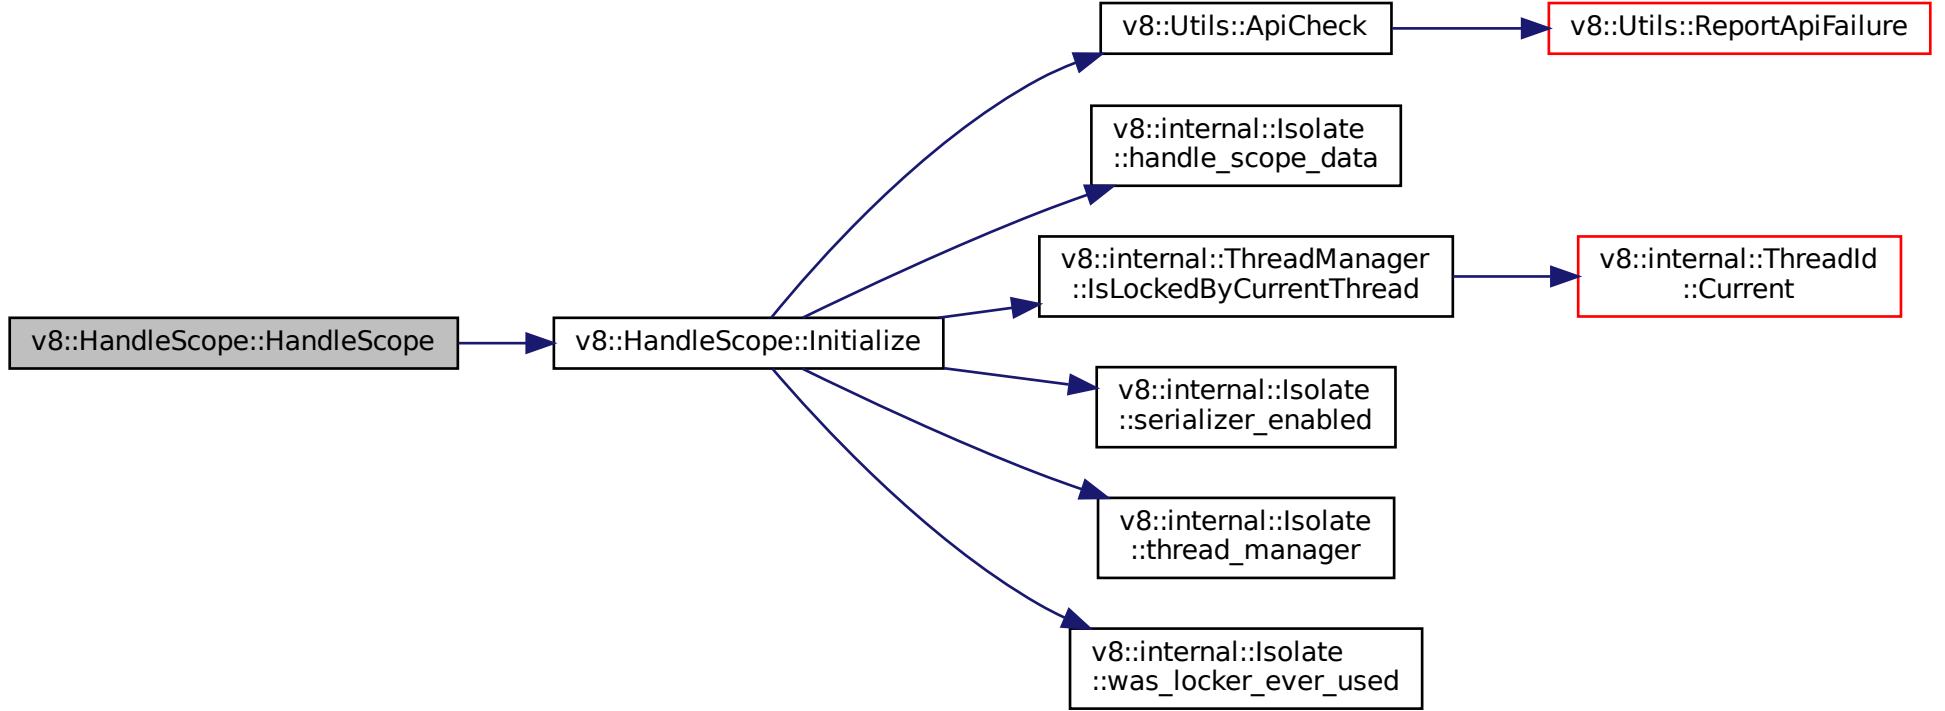 v8::HandleScope::HandleScope
v8::HandleScope::Initialize
v8::Utils::ApiCheck
v8::Utils::ReportApiFailure
v8::internal::Isolate
::handle_scope_data
v8::internal::ThreadManager
::IsLockedByCurrentThread
v8::internal::ThreadId
::Current
v8::internal::Isolate
::serializer_enabled
v8::internal::Isolate
::thread_manager
v8::internal::Isolate
::was_locker_ever_used